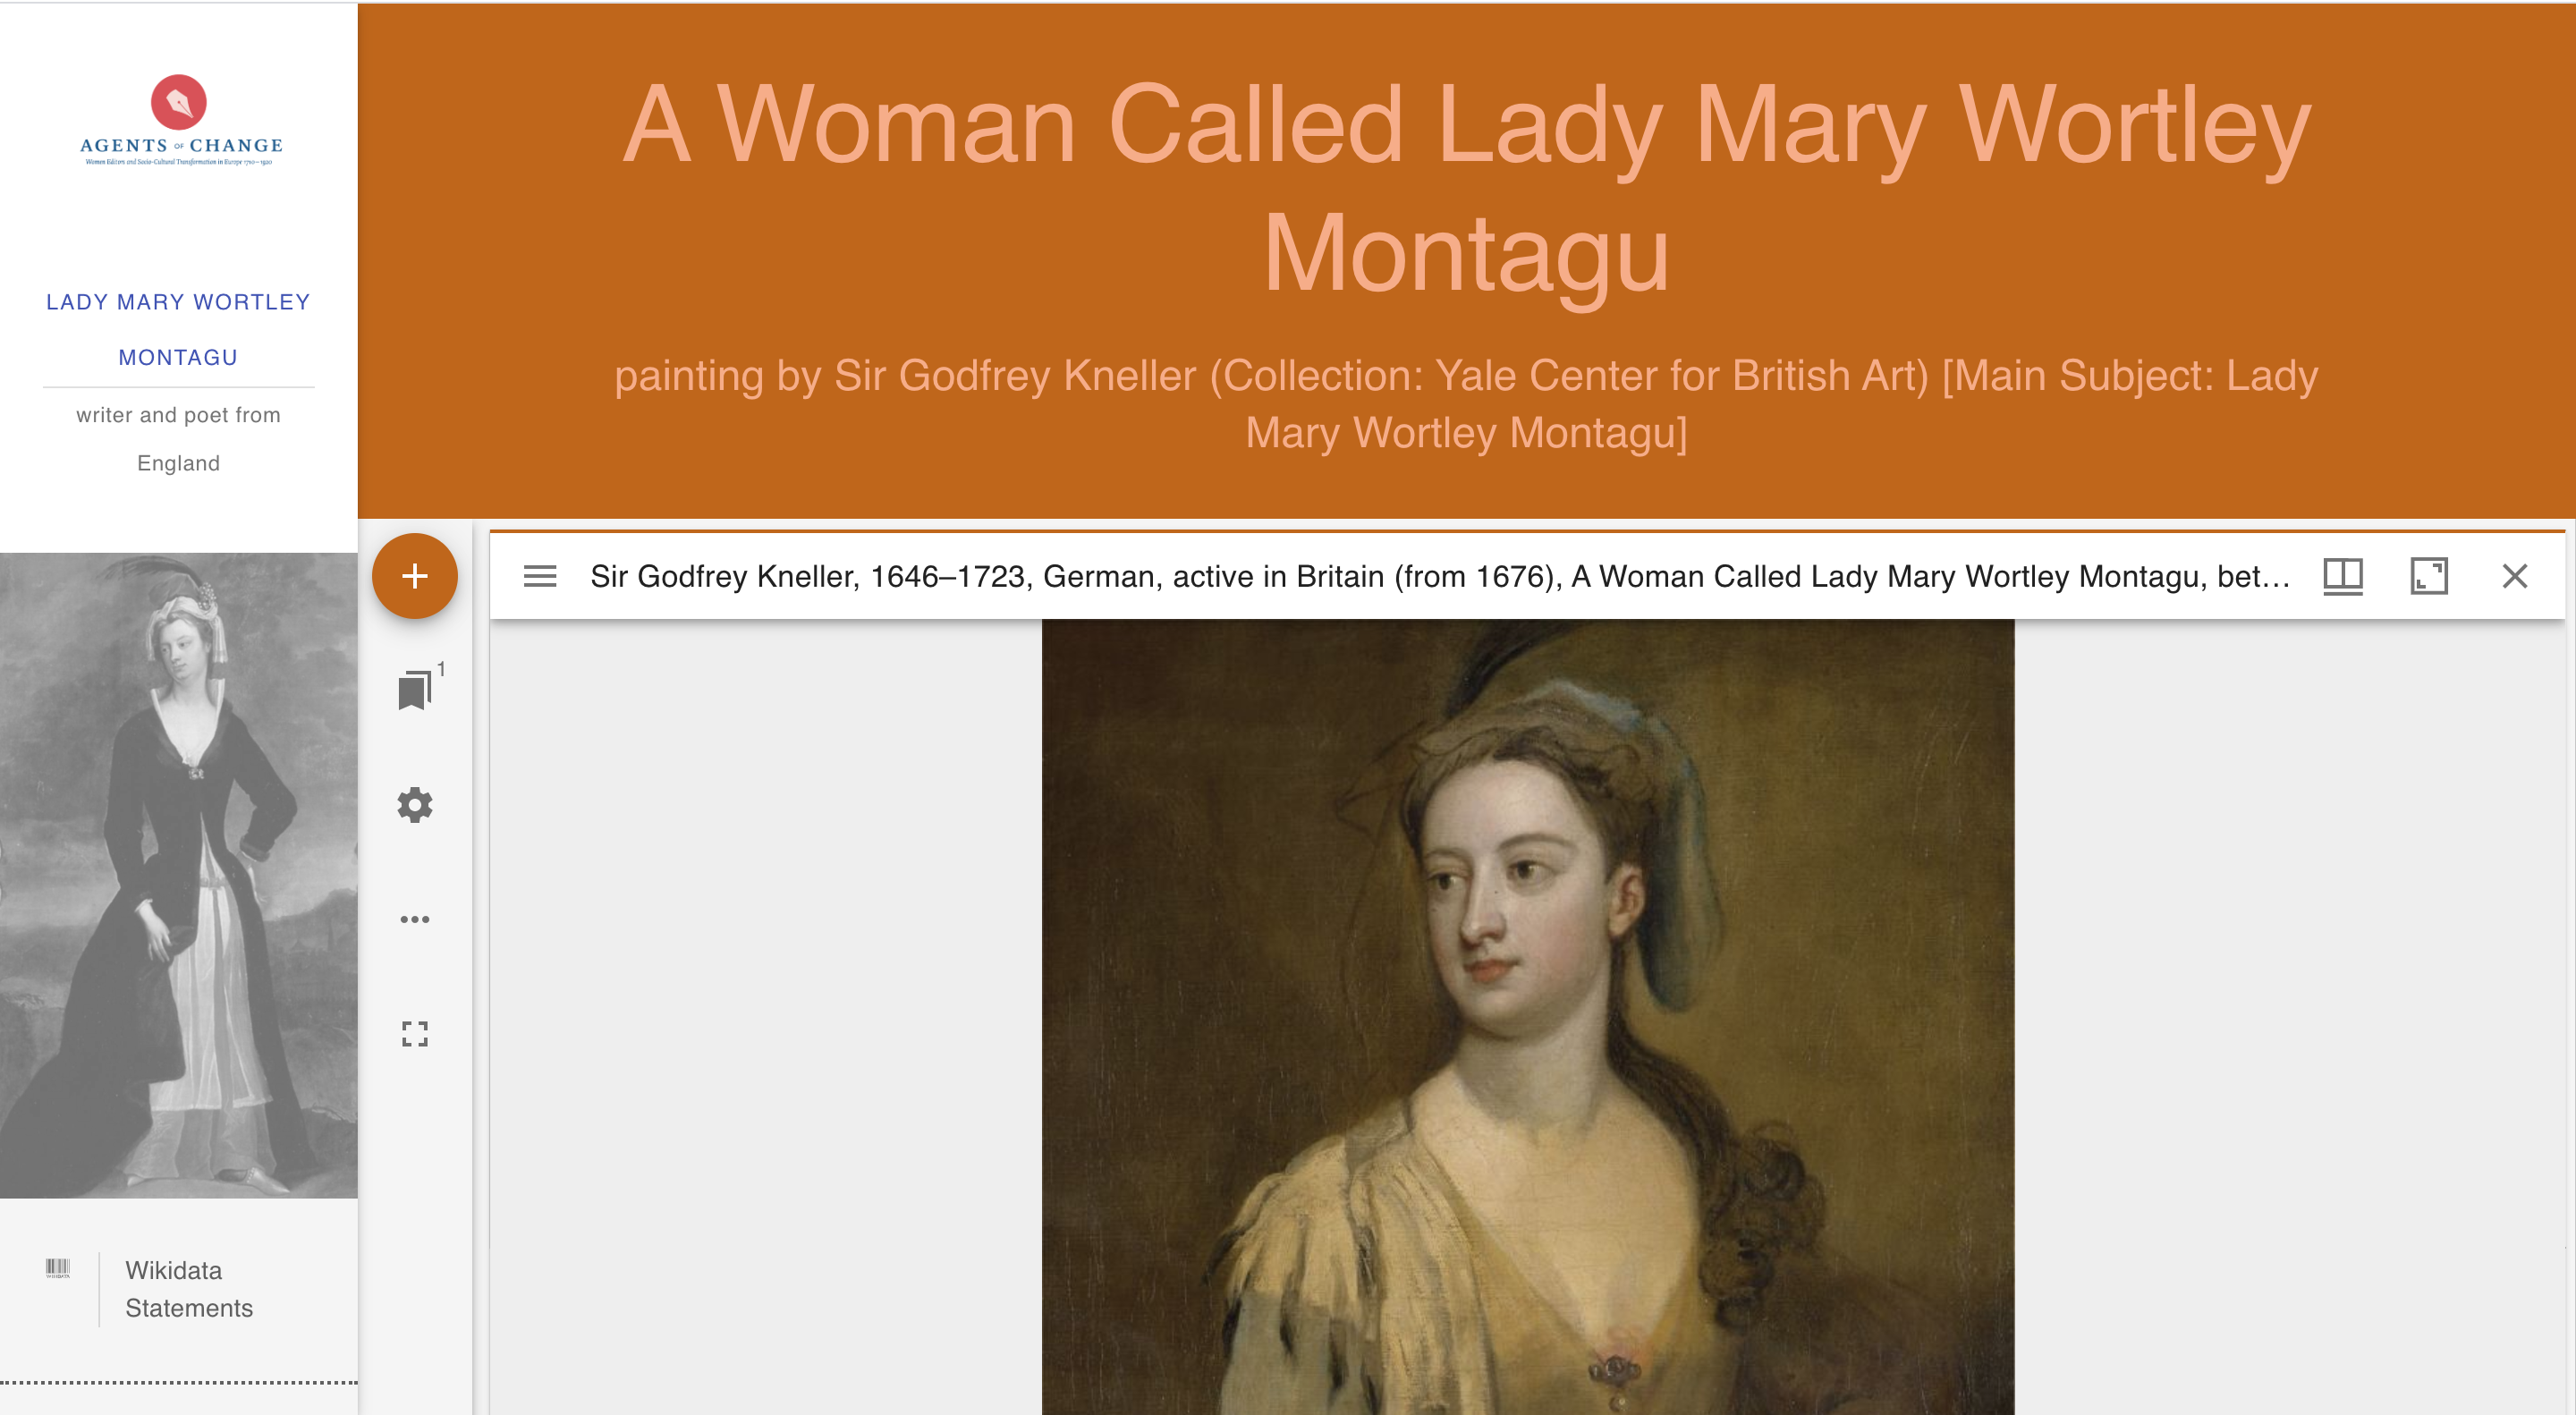 AGENTS OF CHANGE
Women Editors and Socio-Cultural Transformation in Europe 1710–1920
LADY MARY WORTLEY
MONTAGU
writer and poet from
England
Wikidata
Statements
A Woman Called Lady Mary Wortley
Montagu
painting by Sir Godfrey Kneller (Collection: Yale Center for British Art) [Main Subject: Lady
Mary Wortley Montagu]
1
Sir Godfrey Kneller, 1646–1723, German, active in Britain (from 1676), A Woman Called Lady Mary Wortley Montagu, bet...